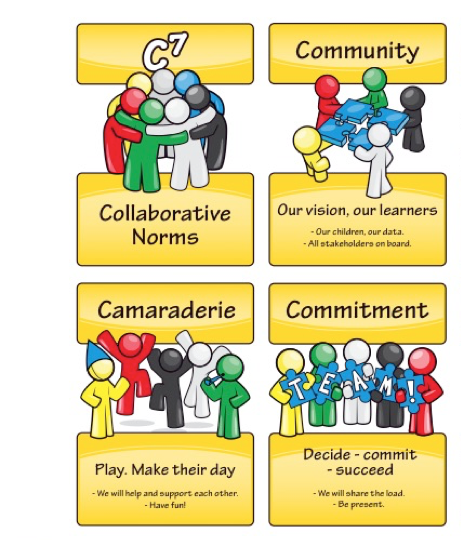 C7
Collaborative
Norms
Community
Our vision, our learners
- Our children, our data.
- All stakeholders on board.
Camaraderie
Play. Make their day
- We will help and support each other.
- Have fun!
Commitment
TEAM!
Decide - commit
- succeed
- We will share the load.
- Be present.